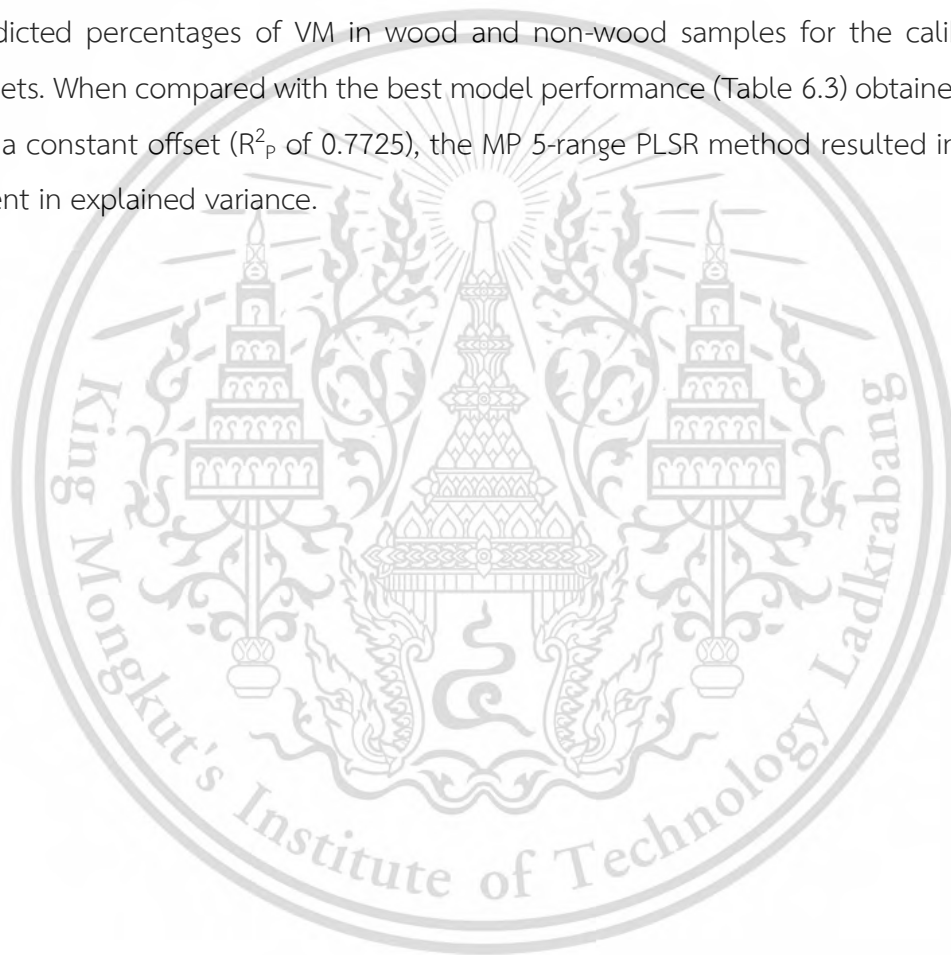 dicted percentages of VM in wood and non-wood samples for the cali
ets. When compared with the best model performance (Table 6.3) obtaine
a constant offset (R²ₚ of 0.7725), the MP 5-range PLSR method resulted in
ent in explained variance.
King Mongkut's Institute of Technology Ladkrabang